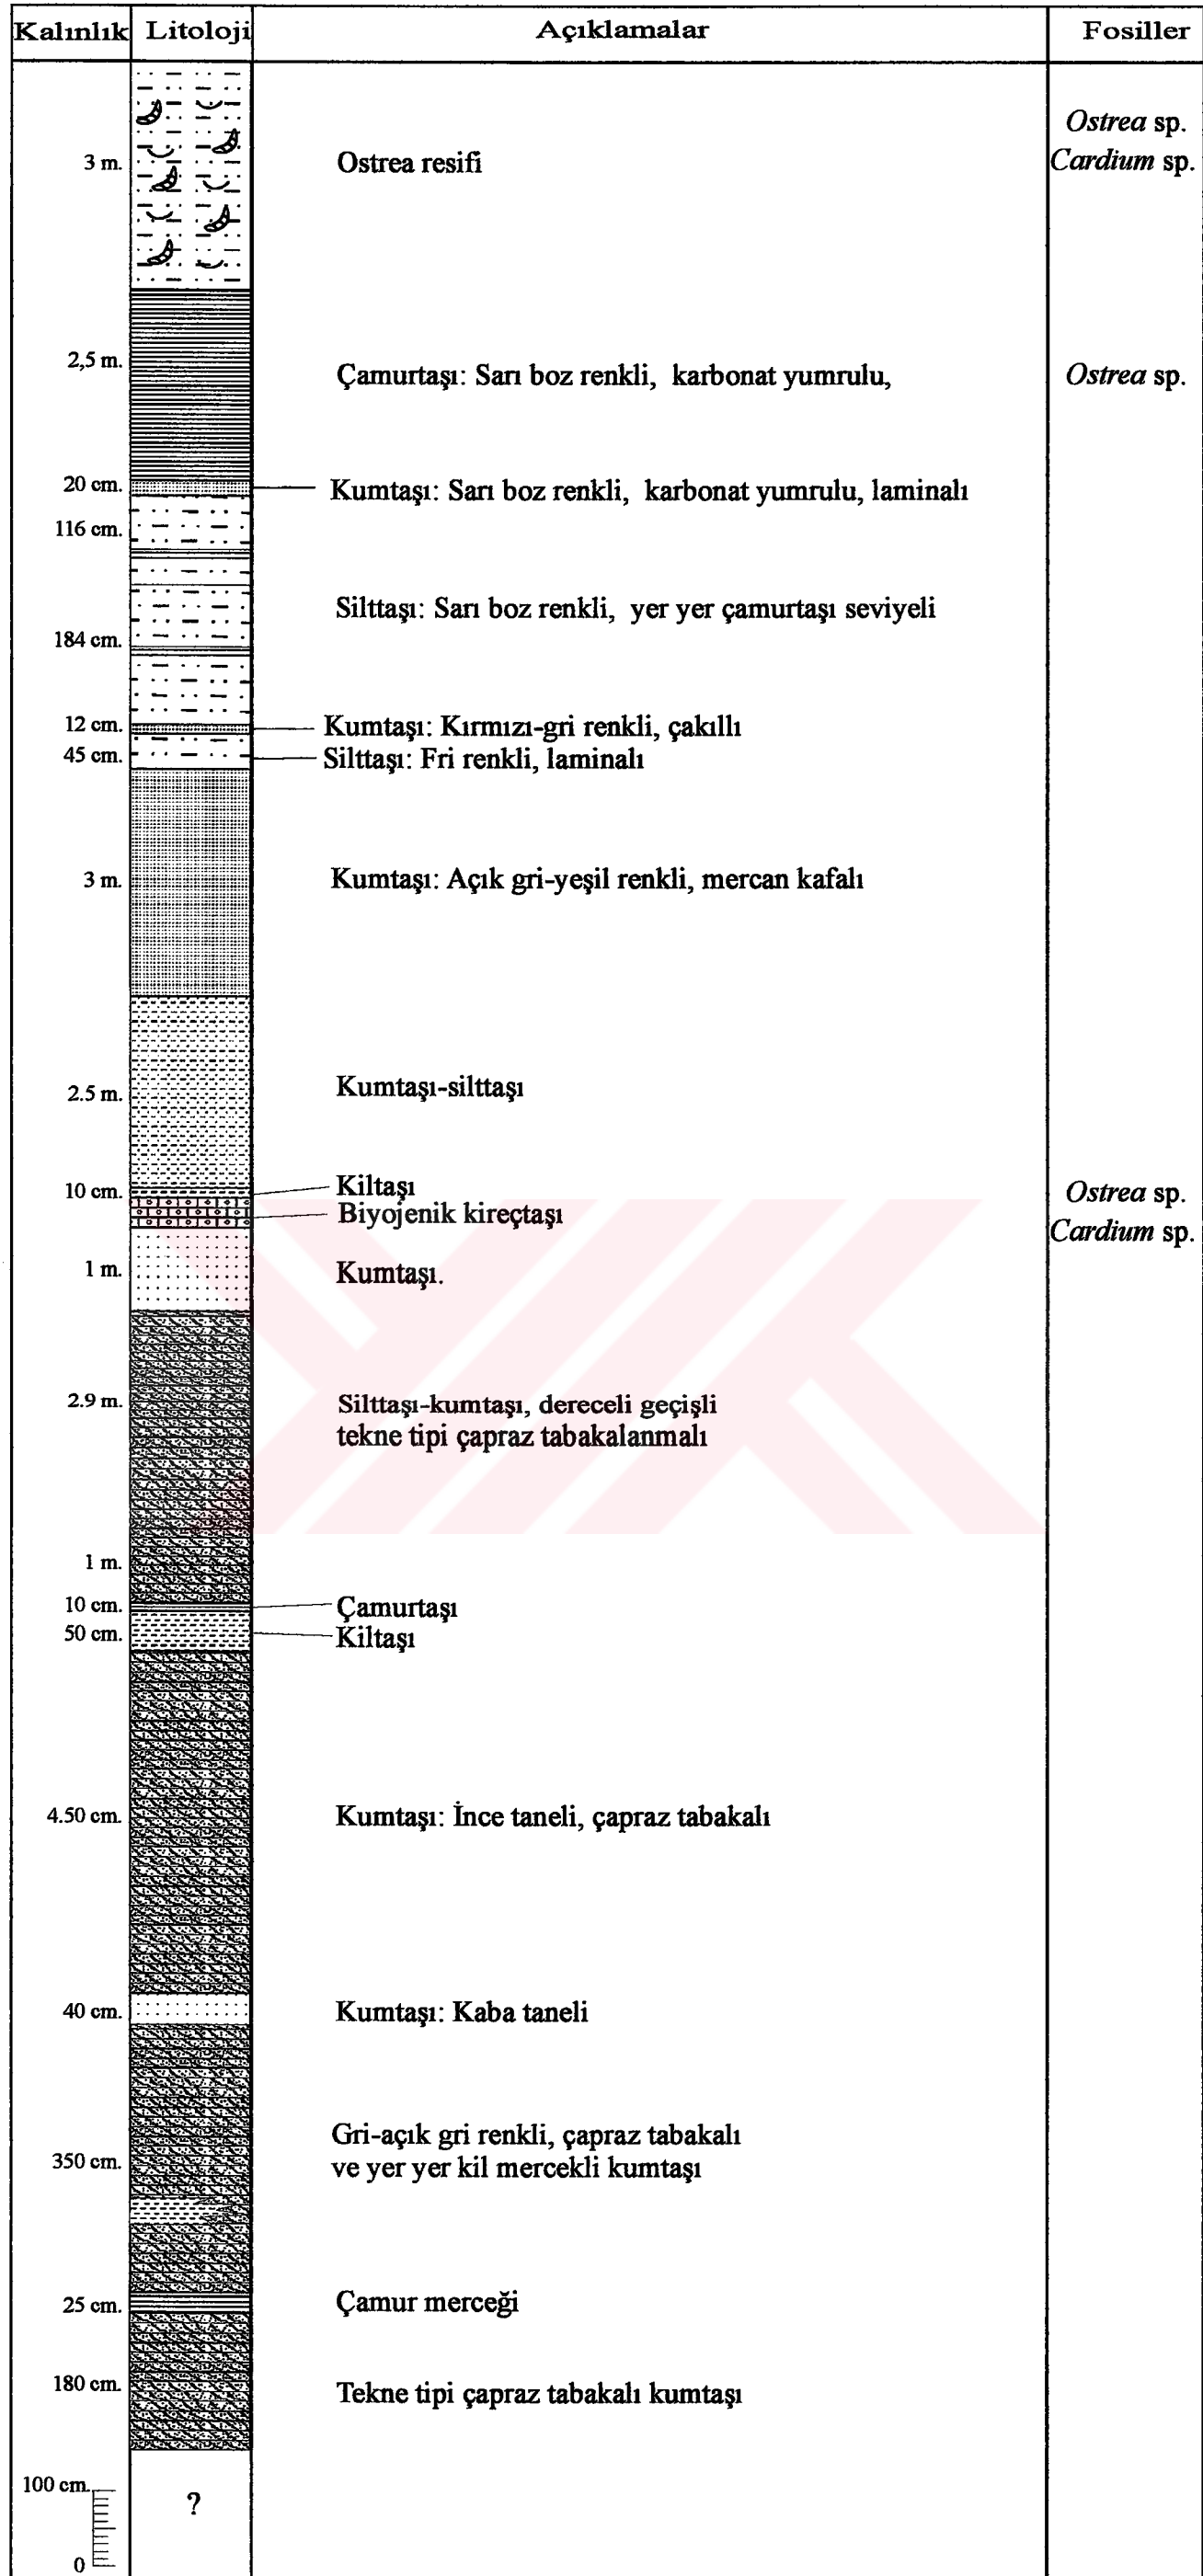 Kalınlık Litoloji Açıklamalar Fosiller
Ostrea sp.
3 m. Ostrea resifi Cardium sp.
2,5 m. Çamurtaşı: Sarı boz renkli, karbonat yumrulu, Ostrea sp.
20 cm. Kumtaşı: Sarı boz renkli, karbonat yumrulu, laminalı
116 cm.
Silttaşı: Sarı boz renkli, yer yer çamurtaşı seviyeli
184 cm.
12 cm. Kumtaşı: Kırmızı-gri renkli, çakıllı
45 cm. Silttaşı: Fri renkli, laminalı
3 m. Kumtaşı: Açık gri-yeşil renkli, mercan kafalı
2.5 m. Kumtaşı-silttaşı
10 cm. Kiltaşı Ostrea sp.
Biyojenik kireçtaşı Cardium sp.
1 m. Kumtaşı.
2.9 m. Silttaşı-kumtaşı, dereceli geçişli
tekne tipi çapraz tabakalanmalı
1 m.
10 cm. Çamurtaşı
50 cm. Kiltaşı
4.50 cm. Kumtaşı: İnce taneli, çapraz tabakalı
40 cm. Kumtaşı: Kaba taneli
Gri-açık gri renkli, çapraz tabakalı
350 cm. ve yer yer kil mercekli kumtaşı
25 cm. Çamur merceği
180 cm. Tekne tipi çapraz tabakalı kumtaşı
100 cm.
?
0